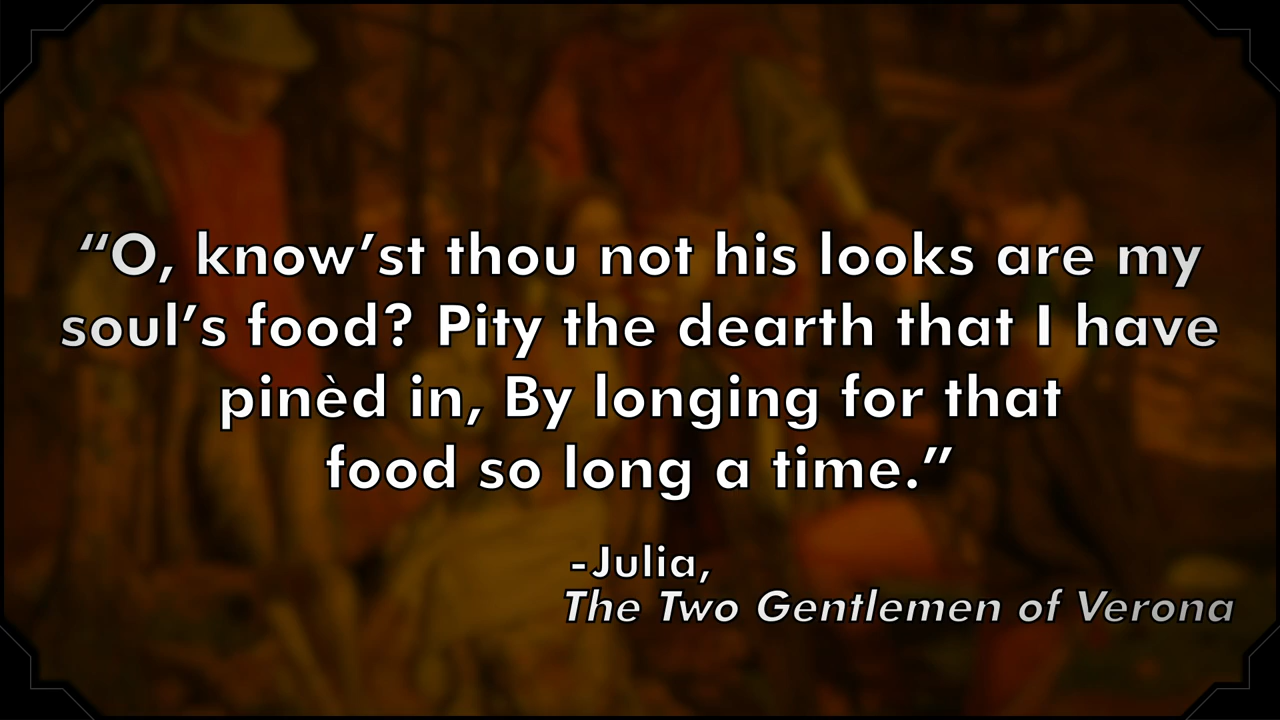 “O, know’st thou not his looks are my
soul’s food? Pity the dearth that I have
pinèd in, By longing for that
food so long a time.”
-Julia,
The Two Gentlemen of Verona